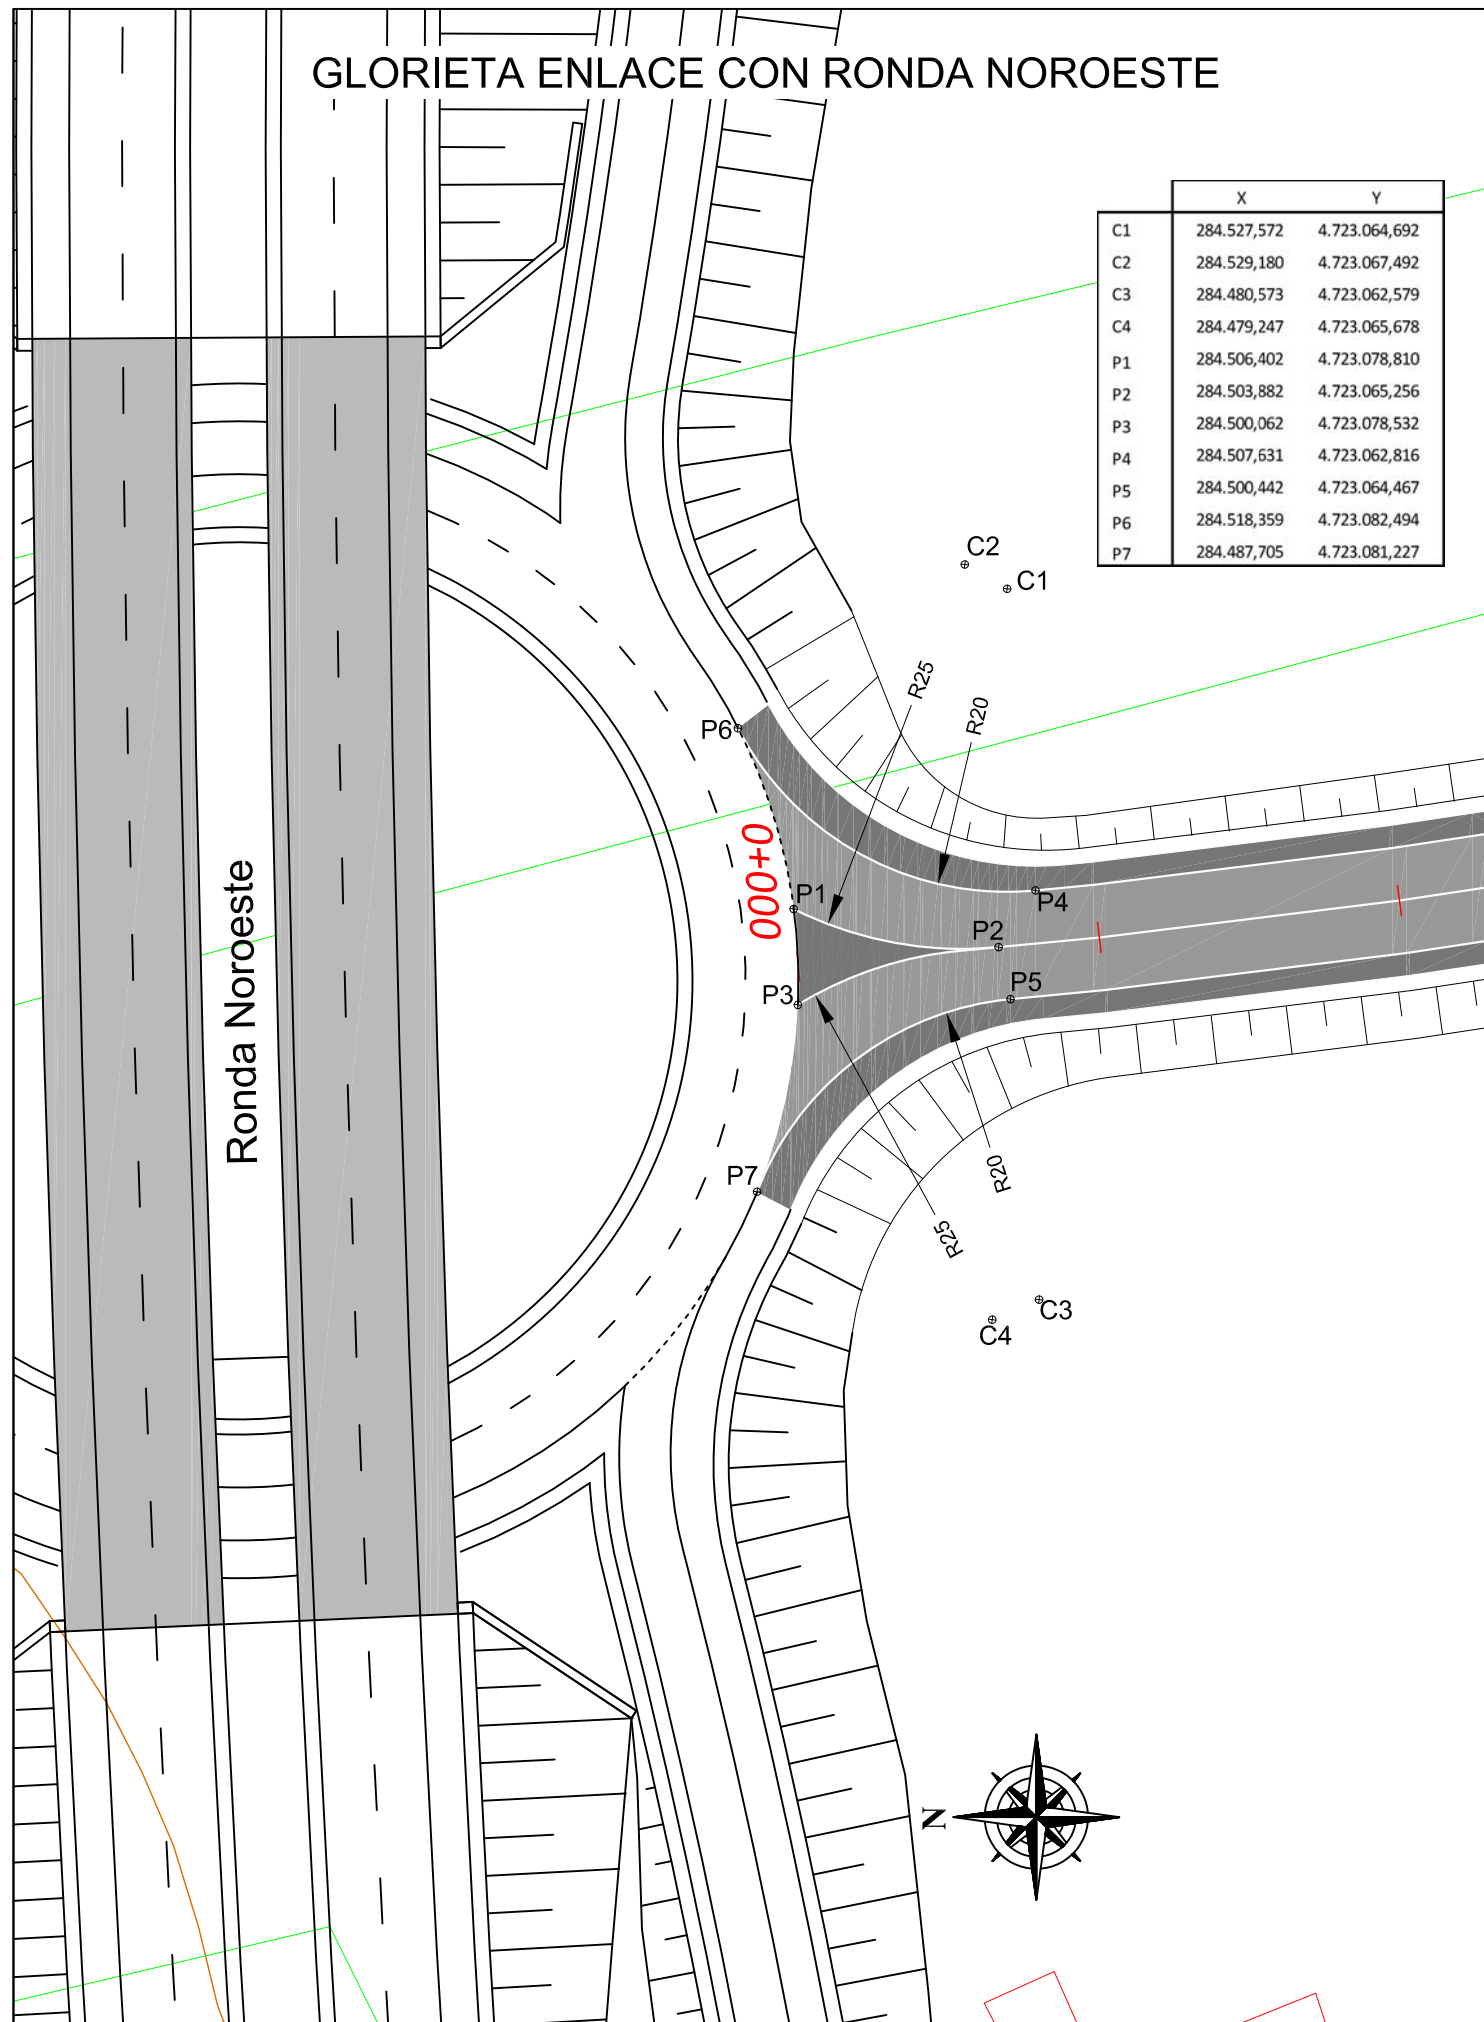 GLORIETA ENLACE CON RONDA NOROESTE
X Y
C1 284.527,572 4.723.064,692
C2 284.529,180 4.723.067,492
C3 284.480,573 4.723.062,579
C4 284.479,247 4.723.065,678
P1 284.506,402 4.723.078,810
P2 284.503,882 4.723.065,256
P3 284.500,062 4.723.078,532
P4 284.507,631 4.723.062,816
P5 284.500,442 4.723.064,467
P6 284.518,359 4.723.082,494
P7 284.487,705 4.723.081,227
C2
C1
R25
R20
P6
0+000
P1
P4
P2
P3
P5
Ronda Noroeste
P7
R20
R25
C3
C4
N